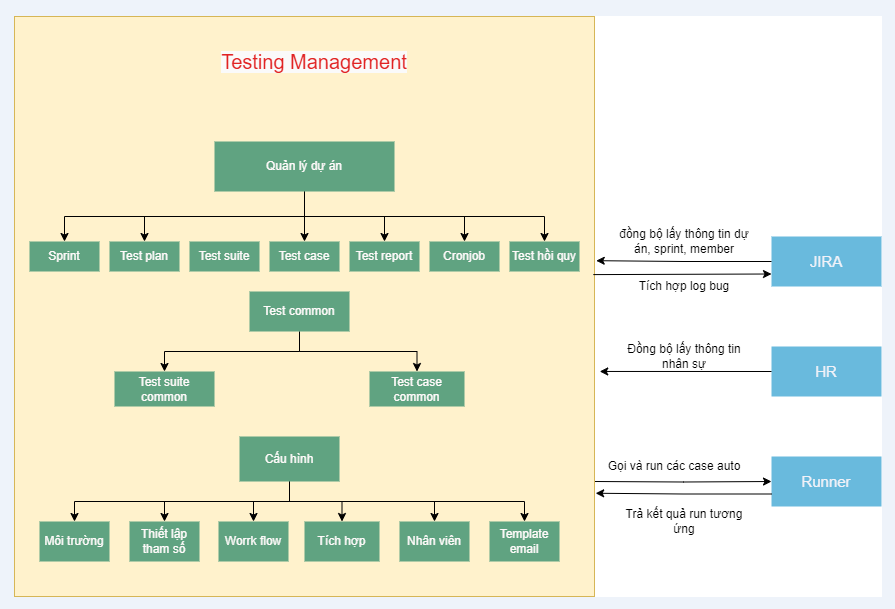 Testing Management
Quản lý dự án
Sprint
Test plan
Test suite
Test case
Test report
Cronjob
Test hồi quy
Test common
Test suite
common
Test case
common
Cấu hình
Môi trường
Thiết lập
tham số
Worrk flow
Tích hợp
Nhân viên
Template
email
đồng bộ lấy thông tin dự
án, sprint, member
Tích hợp log bug
JIRA
Đồng bộ lấy thông tin
nhân sự
HR
Gọi và run các case auto
Trả kết quả run tương
ứng
Runner